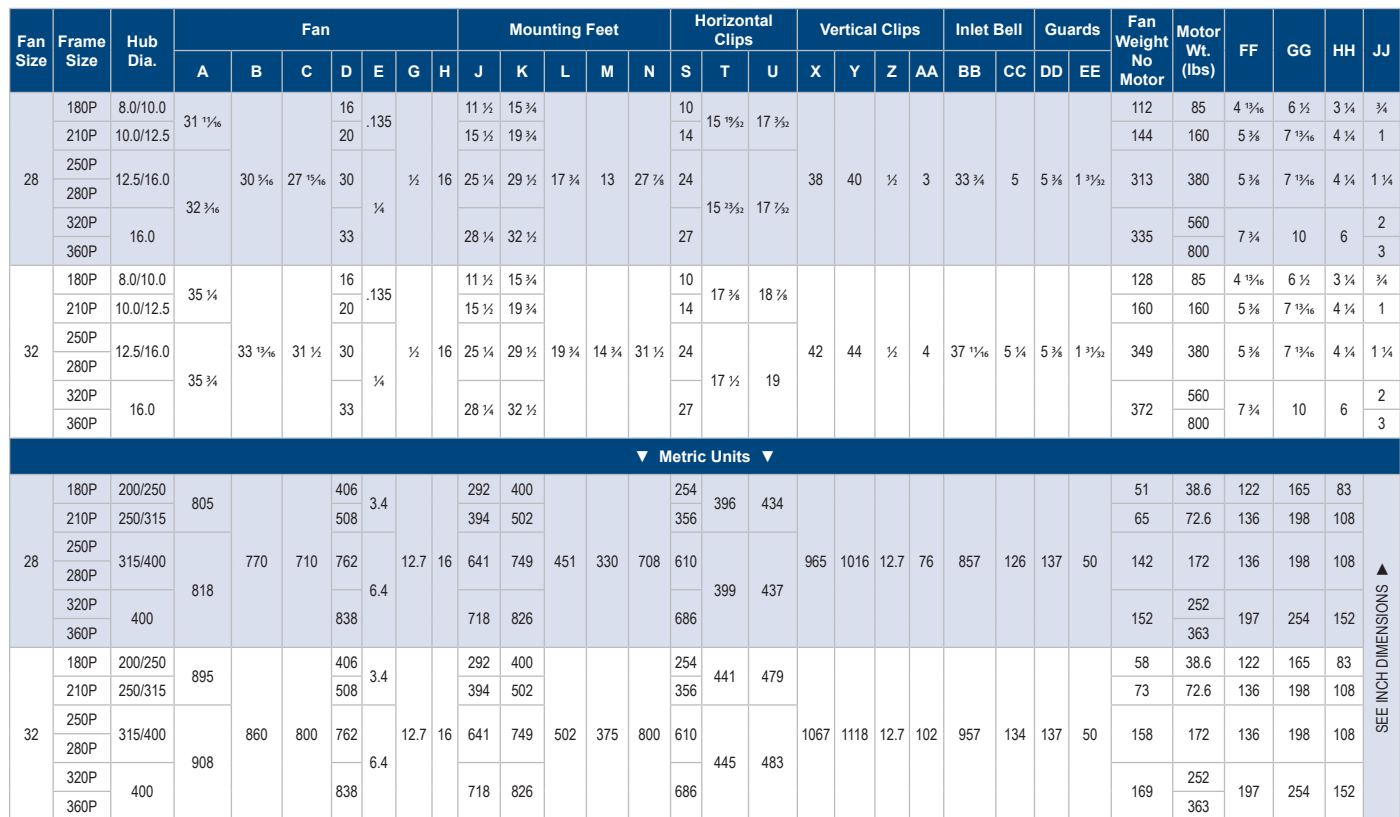 Fan Size Frame Size Hub Dia. Fan Mounting Feet Horizontal Clips Vertical Clips Inlet Bell Guards Fan Weight No Motor Motor Wt. (lbs) FF GG HH JJ
A B C D E G H J K L M N S T U X Y Z AA BB CC DD EE
28 180P 8.0/10.0 31 11⁄16 30 5⁄16 27 15⁄16 16 .135 ½ 16 11 ½ 15 ¾ 17 ¾ 13 27 ⅞ 10 15 19⁄32 17 3⁄32 38 40 ½ 3 33 ¾ 5 5 ⅜ 1 31⁄32 112 85 4 13⁄16 6 ½ 3 ¼ ¾
210P 10.0/12.5 20 15 ½ 19 ¾ 14 144 160 5 ⅜ 7 13⁄16 4 ¼ 1
250P 12.5/16.0 32 3⁄16 30 ¼ 25 ¼ 29 ½ 24 15 23⁄32 17 7⁄32 313 380 5 ⅜ 7 13⁄16 4 ¼ 1 ¼
280P
320P 16.0 33 28 ¼ 32 ½ 27 335 560 7 ¾ 10 6 2
360P 800 3
32 180P 8.0/10.0 35 ¼ 33 13⁄16 31 ½ 16 .135 ½ 16 11 ½ 15 ¾ 19 ¾ 14 ¾ 31 ½ 10 17 ⅜ 18 ⅞ 42 44 ½ 4 37 11⁄16 5 ¼ 5 ⅜ 1 31⁄32 128 85 4 13⁄16 6 ½ 3 ¼ ¾
210P 10.0/12.5 20 15 ½ 19 ¾ 14 160 160 5 ⅜ 7 13⁄16 4 ¼ 1
250P 12.5/16.0 35 ¾ 30 ¼ 25 ¼ 29 ½ 24 17 ½ 19 349 380 5 ⅜ 7 13⁄16 4 ¼ 1 ¼
280P
320P 16.0 33 28 ¼ 32 ½ 27 372 560 7 ¾ 10 6 2
360P 800 3
▼ Metric Units ▼
28 180P 200/250 805 770 710 406 3.4 12.7 16 292 400 451 330 708 254 396 434 965 1016 12.7 76 857 126 137 50 51 38.6 122 165 83 SEE INCH DIMENSIONS ▲
210P 250/315 508 394 502 356 65 72.6 136 198 108
250P 315/400 818 762 6.4 641 749 610 399 437 142 172 136 198 108
280P
320P 400 838 718 826 686 152 252 197 254 152
360P 363
32 180P 200/250 895 860 800 406 3.4 12.7 16 292 400 502 375 800 254 441 479 1067 1118 12.7 102 957 134 137 50 58 38.6 122 165 83
210P 250/315 508 394 502 356 73 72.6 136 198 108
250P 315/400 908 762 6.4 641 749 610 445 483 158 172 136 198 108
280P
320P 400 838 718 826 686 169 252 197 254 152
360P 363